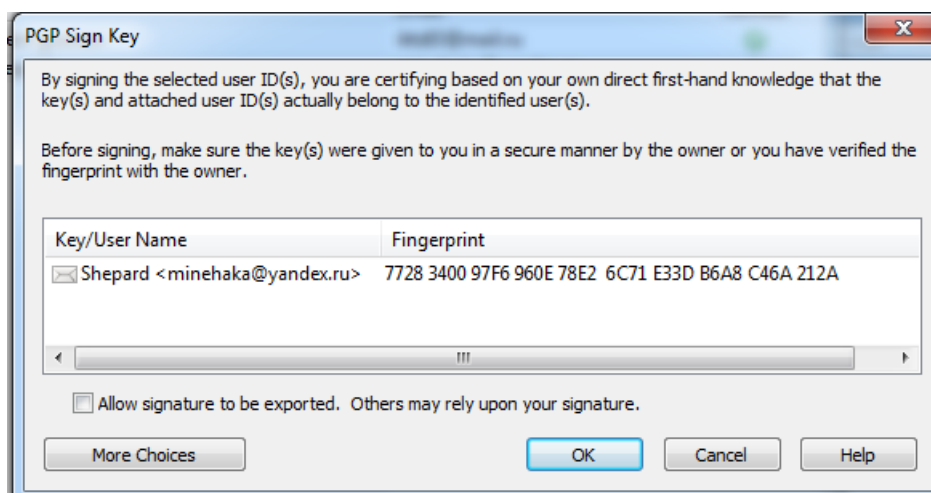 PGP Sign Key
By signing the selected user ID(s), you are certifying based on your own direct first-hand knowledge that the
key(s) and attached user ID(s) actually belong to the identified user(s).
Before signing, make sure the key(s) were given to you in a secure manner by the owner or you have verified the
fingerprint with the owner.
Key/User Name Fingerprint
Shepard <minehaka@yandex.ru> 7728 3400 97F6 960E 78E2 6C71 E33D B6A8 C46A 212A
Allow signature to be exported. Others may rely upon your signature.
More Choices OK Cancel Help